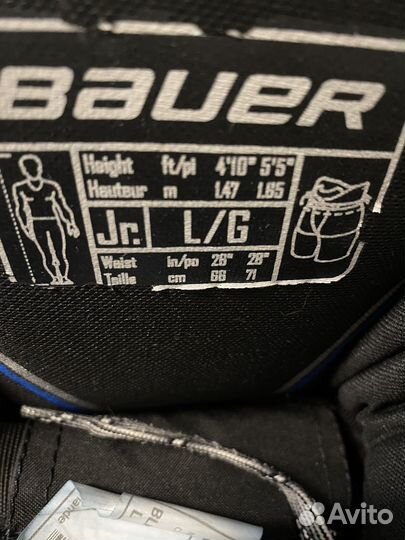 BAUER
Height ft/pi 4'10" 5'5"
Hauteur m 1.47 1.65
Jr. L/G
Waist in/po 26" 28"
Taille cm 66 71
Avito